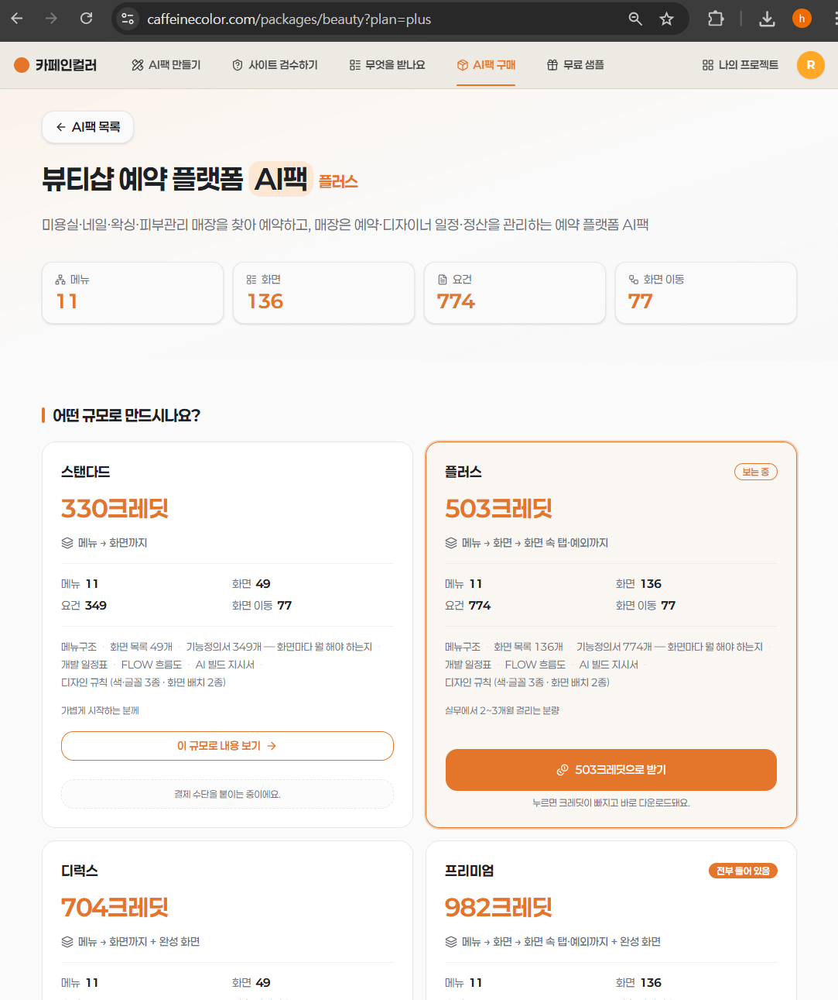 caffeinecolor.com/packages/beauty?plan=plus
h
카페인컬러
AI팩 만들기
사이트 검수하기
무엇을 받나요
AI팩 구매
무료 샘플
나의 프로젝트
R
← AI팩 목록
뷰티샵 예약 플랫폼 AI팩 플러스
미용실·네일·왁싱·피부관리 매장을 찾아 예약하고, 매장은 예약·디자이너 일정·정산을 관리하는 예약 플랫폼 AI팩
메뉴
11
화면
136
요건
774
화면 이동
77
어떤 규모로 만드시나요?
스탠다드
330크레딧
메뉴 → 화면까지
메뉴 11
화면 49
요건 349
화면 이동 77
메뉴구조 · 화면 목록 49개 · 기능정의서 349개 — 화면마다 뭘 해야 하는지 ·
개발 일정표 · FLOW 흐름도 · AI 빌드 지시서 ·
디자인 규칙 (색·글꼴 3종 · 화면 배치 2종)
가볍게 시작하는 분께
이 규모로 내용 보기 →
결제 수단을 붙이는 중이에요.
플러스
보는 중
503크레딧
메뉴 → 화면 → 화면 속 탭·예외까지
메뉴 11
화면 136
요건 774
화면 이동 77
메뉴구조 · 화면 목록 136개 · 기능정의서 774개 — 화면마다 뭘 해야 하는지 ·
개발 일정표 · FLOW 흐름도 · AI 빌드 지시서 ·
디자인 규칙 (색·글꼴 3종 · 화면 배치 2종)
실무에서 2~3개월 걸리는 분량
503크레딧으로 받기
누르면 크레딧이 빠지고 바로 다운로드돼요.
디럭스
704크레딧
메뉴 → 화면까지 + 완성 화면
메뉴 11
화면 49
프리미엄
전부 들어 있음
982크레딧
메뉴 → 화면 → 화면 속 탭·예외까지 + 완성 화면
메뉴 11
화면 136